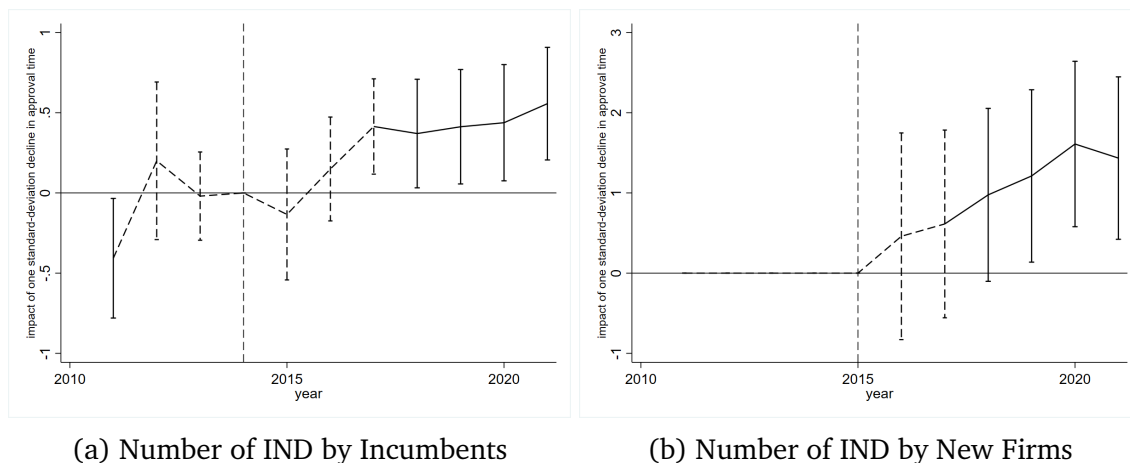 impact of one standard-deviation decline in approval time
1
.5
0
-.5
-1
2010
2015
2020
year
(a) Number of IND by Incumbents
impact of one standard-deviation decline in approval time
3
2
1
0
-1
2010
2015
2020
year
(b) Number of IND by New Firms